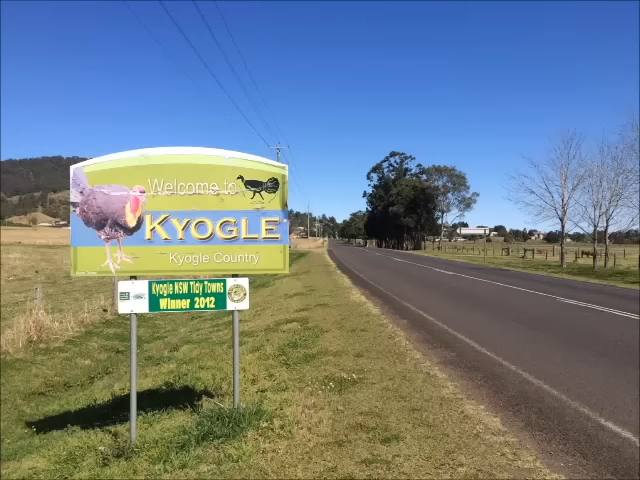 Welcome to
KYOGLE
Kyogle Country
Kyogle NSW Tidy Towns
Winner 2012